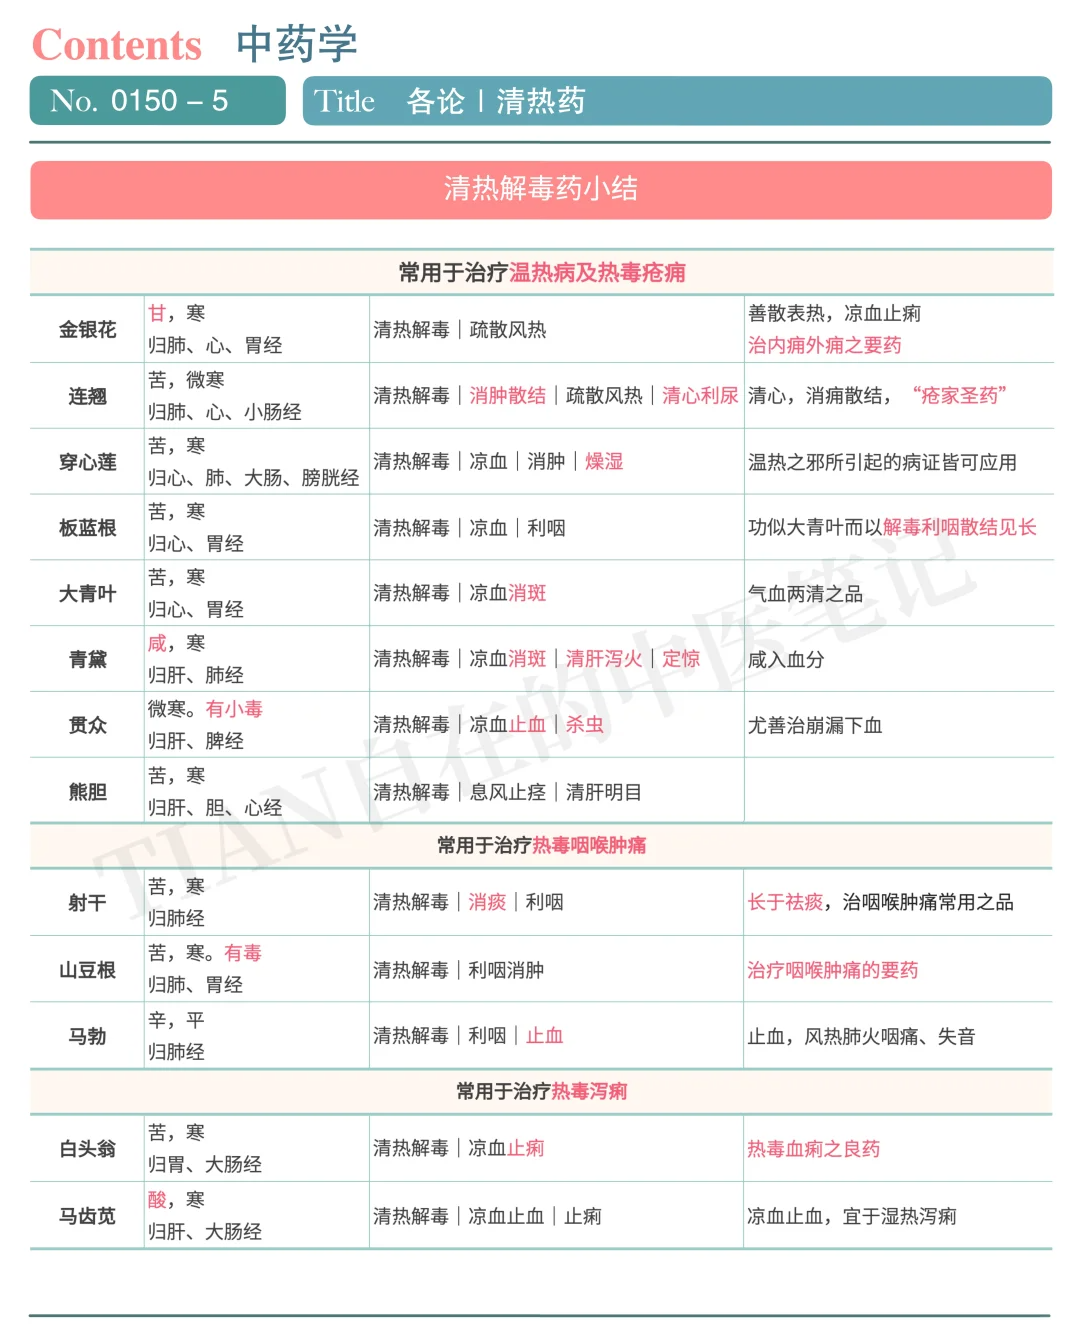 Contents 中药学
No. 0150 – 5
Title 各论 | 清热药
清热解毒药小结
常用于治疗温热病及热毒疮痈
金银花
甘，寒
归肺、心、胃经
清热解毒｜疏散风热
善散表热，凉血止痢
治内痈外痈之要药
连翘
苦，微寒
归肺、心、小肠经
清热解毒｜消肿散结｜疏散风热｜清心利尿
清心，消痈散结，“疮家圣药”
穿心莲
苦，寒
归心、肺、大肠、膀胱经
清热解毒｜凉血｜消肿｜燥湿
温热之邪所引起的病证皆可应用
板蓝根
苦，寒
归心、胃经
清热解毒｜凉血｜利咽
功似大青叶而以解毒利咽散结见长
大青叶
苦，寒
归心、胃经
清热解毒｜凉血消斑
气血两清之品
青黛
咸，寒
归肝、肺经
清热解毒｜凉血消斑｜清肝泻火｜定惊
咸入血分
贯众
微寒。有小毒
归肝、脾经
清热解毒｜凉血止血｜杀虫
尤善治崩漏下血
熊胆
苦，寒
归肝、胆、心经
清热解毒｜息风止痉｜清肝明目
常用于治疗热毒咽喉肿痛
射干
苦，寒
归肺经
清热解毒｜消痰｜利咽
长于祛痰，治咽喉肿痛常用之品
山豆根
苦，寒。有毒
归肺、胃经
清热解毒｜利咽消肿
治疗咽喉肿痛的要药
马勃
辛，平
归肺经
清热解毒｜利咽｜止血
止血，风热肺火咽痛、失音
常用于治疗热毒泻痢
白头翁
苦，寒
归胃、大肠经
清热解毒｜凉血止痢
热毒血痢之良药
马齿苋
酸，寒
归肝、大肠经
清热解毒｜凉血止血｜止痢
凉血止血，宜于湿热泻痢
TIAN自在的中医笔记